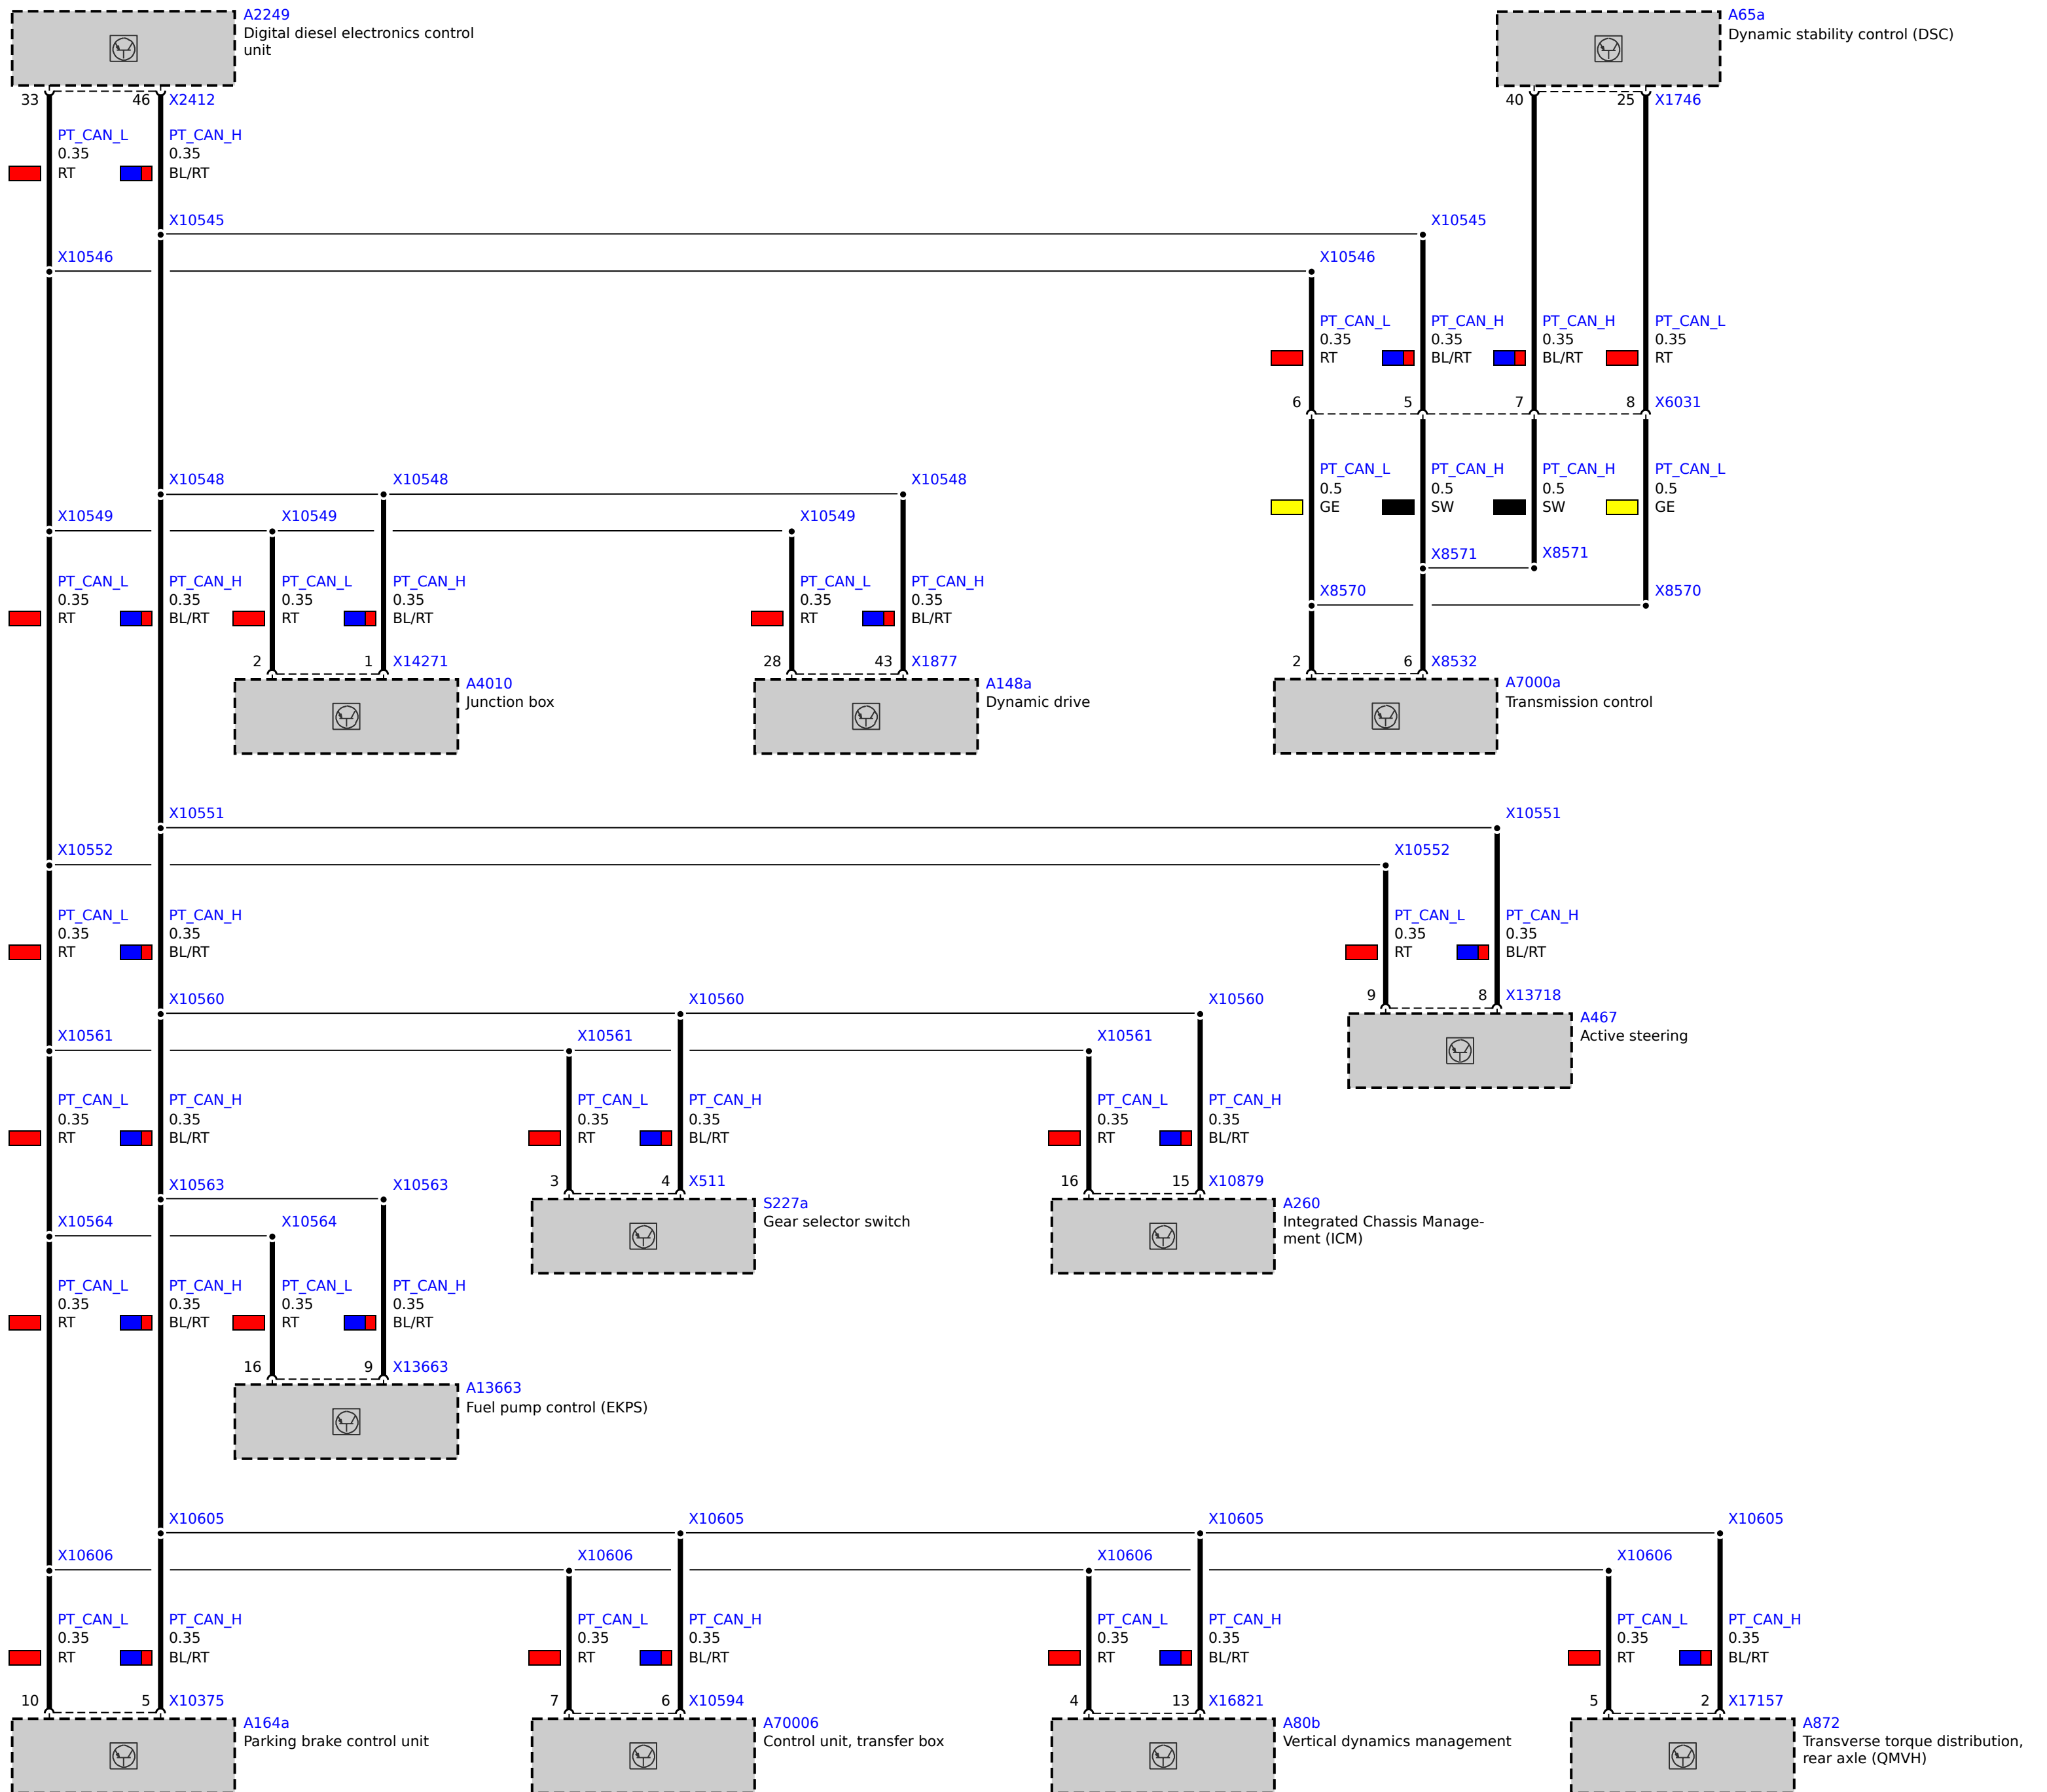 A2249
Digital diesel electronics control
unit
A65a
Dynamic stability control (DSC)
33
46
X2412
40
25
X1746
PT_CAN_L
0.35
RT
PT_CAN_H
0.35
BL/RT
X10545
X10545
X10546
X10546
PT_CAN_L
0.35
RT
PT_CAN_H
0.35
BL/RT
PT_CAN_H
0.35
BL/RT
PT_CAN_L
0.35
RT
6
5
7
8
X6031
PT_CAN_L
0.5
GE
PT_CAN_H
0.5
SW
PT_CAN_H
0.5
SW
PT_CAN_L
0.5
GE
X10548
X10548
X10548
X10549
X10549
X10549
X8571
X8571
X8570
X8570
PT_CAN_L
0.35
RT
PT_CAN_H
0.35
BL/RT
PT_CAN_L
0.35
RT
PT_CAN_H
0.35
BL/RT
PT_CAN_L
0.35
RT
PT_CAN_H
0.35
BL/RT
2
1
X14271
28
43
X1877
2
6
X8532
A4010
Junction box
A148a
Dynamic drive
A7000a
Transmission control
X10551
X10551
X10552
X10552
PT_CAN_L
0.35
RT
PT_CAN_H
0.35
BL/RT
PT_CAN_L
0.35
RT
PT_CAN_H
0.35
BL/RT
9
8
X13718
A467
Active steering
X10560
X10560
X10560
X10561
X10561
X10561
PT_CAN_L
0.35
RT
PT_CAN_H
0.35
BL/RT
PT_CAN_L
0.35
RT
PT_CAN_H
0.35
BL/RT
PT_CAN_L
0.35
RT
PT_CAN_H
0.35
BL/RT
3
4
X511
16
15
X10879
S227a
Gear selector switch
A260
Integrated Chassis Manage-
ment (ICM)
X10563
X10563
X10564
X10564
PT_CAN_L
0.35
RT
PT_CAN_H
0.35
BL/RT
PT_CAN_L
0.35
RT
PT_CAN_H
0.35
BL/RT
16
9
X13663
A13663
Fuel pump control (EKPS)
X10605
X10605
X10605
X10605
X10606
X10606
X10606
X10606
PT_CAN_L
0.35
RT
PT_CAN_H
0.35
BL/RT
PT_CAN_L
0.35
RT
PT_CAN_H
0.35
BL/RT
PT_CAN_L
0.35
RT
PT_CAN_H
0.35
BL/RT
PT_CAN_L
0.35
RT
PT_CAN_H
0.35
BL/RT
10
5
X10375
7
6
X10594
4
13
X16821
5
2
X17157
A164a
Parking brake control unit
A70006
Control unit, transfer box
A80b
Vertical dynamics management
A872
Transverse torque distribution,
rear axle (QMVH)